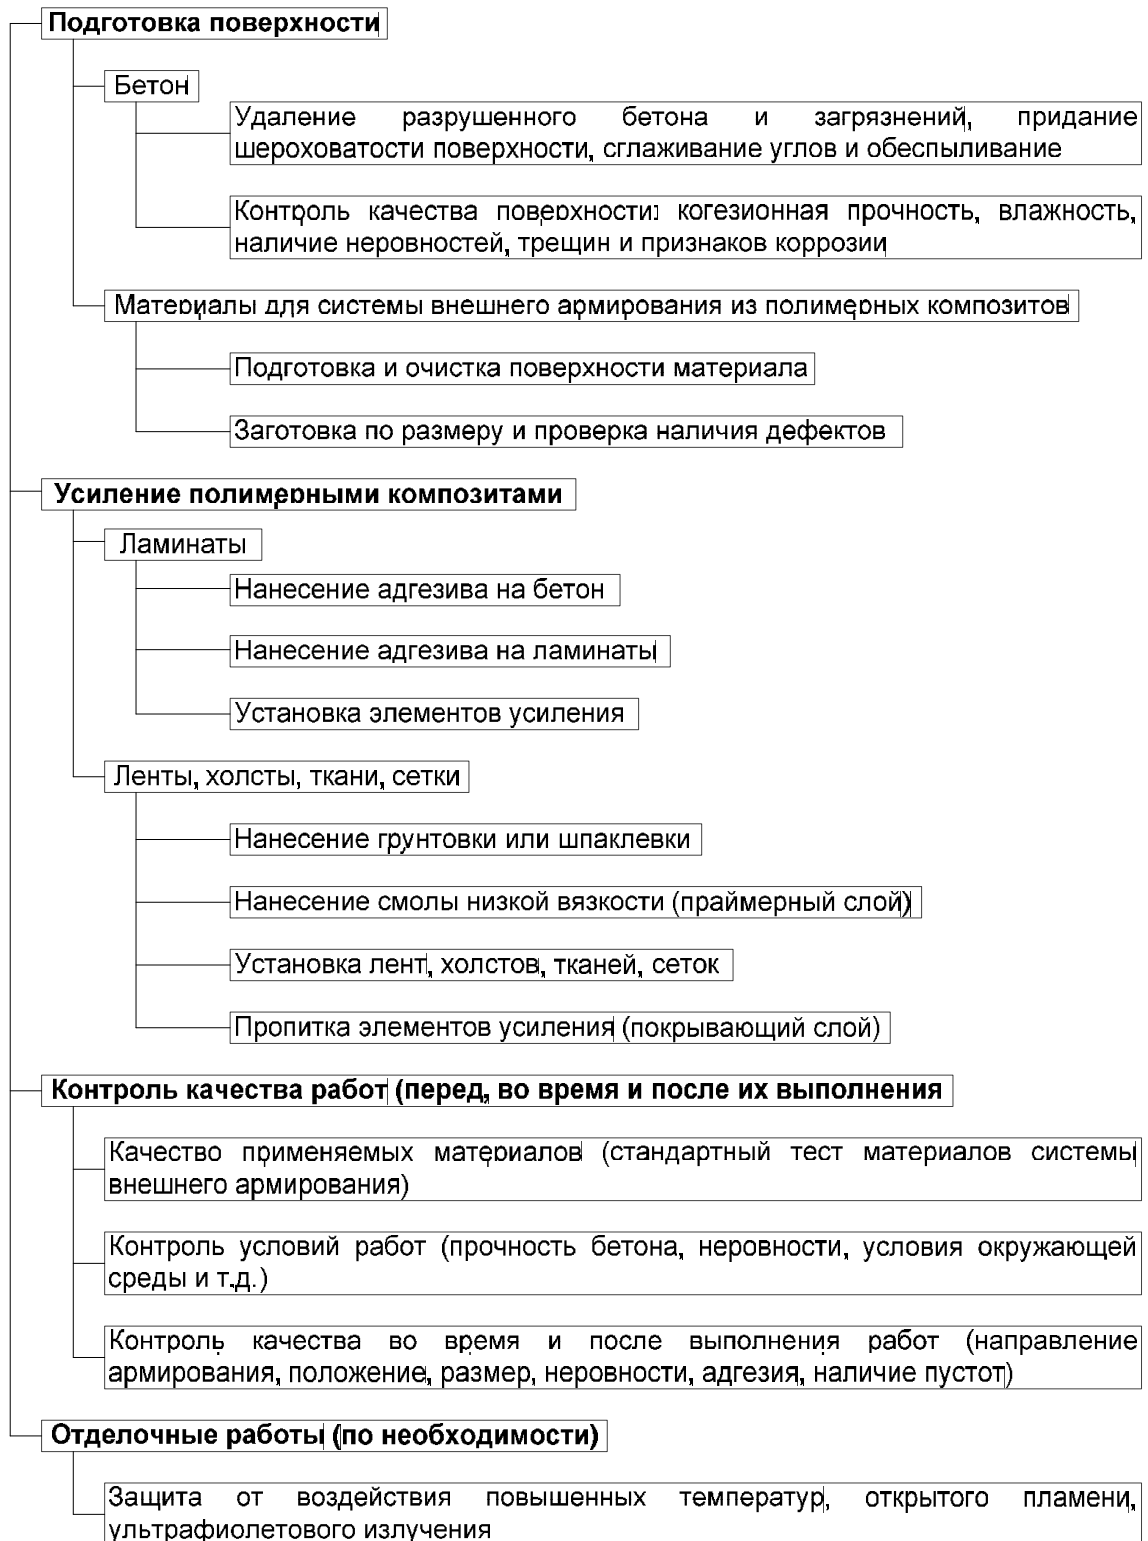 Подготовка поверхности
Бетон
Удаление разрушенного бетона и загрязнений, придание
шероховатости поверхности, сглаживание углов и обеспыливание
Контроль качества поверхности: когезионная прочность, влажность,
наличие неровностей, трещин и признаков коррозии
Материалы для системы внешнего армирования из полимерных композитов
Подготовка и очистка поверхности материала
Заготовка по размеру и проверка наличия дефектов
Усиление полимерными композитами
Ламинаты
Нанесение адгезива на бетон
Нанесение адгезива на ламинаты
Установка элементов усиления
Ленты, холсты, ткани, сетки
Нанесение грунтовки или шпаклевки
Нанесение смолы низкой вязкости (праймерный слой)
Установка лент, холстов, тканей, сеток
Пропитка элементов усиления (покрывающий слой)
Контроль качества работ (перед, во время и после их выполнения
Качество применяемых материалов (стандартный тест материалов системы
внешнего армирования)
Контроль условий работ (прочность бетона, неровности, условия окружающей
среды и т.д.)
Контроль качества во время и после выполнения работ (направление
армирования, положение, размер, неровности, адгезия, наличие пустот)
Отделочные работы (по необходимости)
Защита от воздействия повышенных температур, открытого пламени,
ультрафиолетового излучения